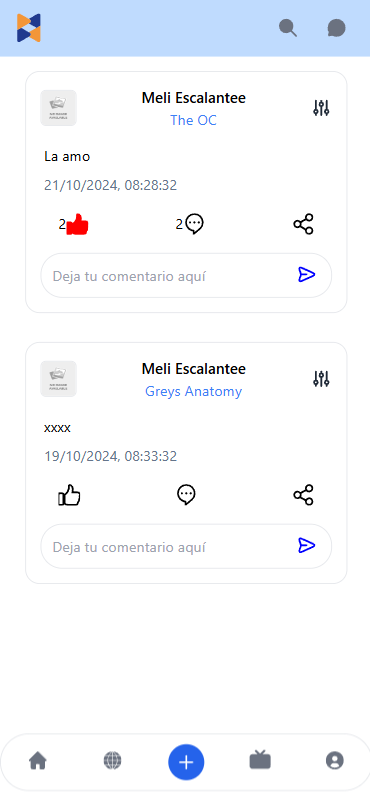 Meli Escalantee
The OC
La amo
21/10/2024, 08:28:32
2
2
Deja tu comentario aquí
Meli Escalantee
Greys Anatomy
xxxx
19/10/2024, 08:33:32
Deja tu comentario aquí